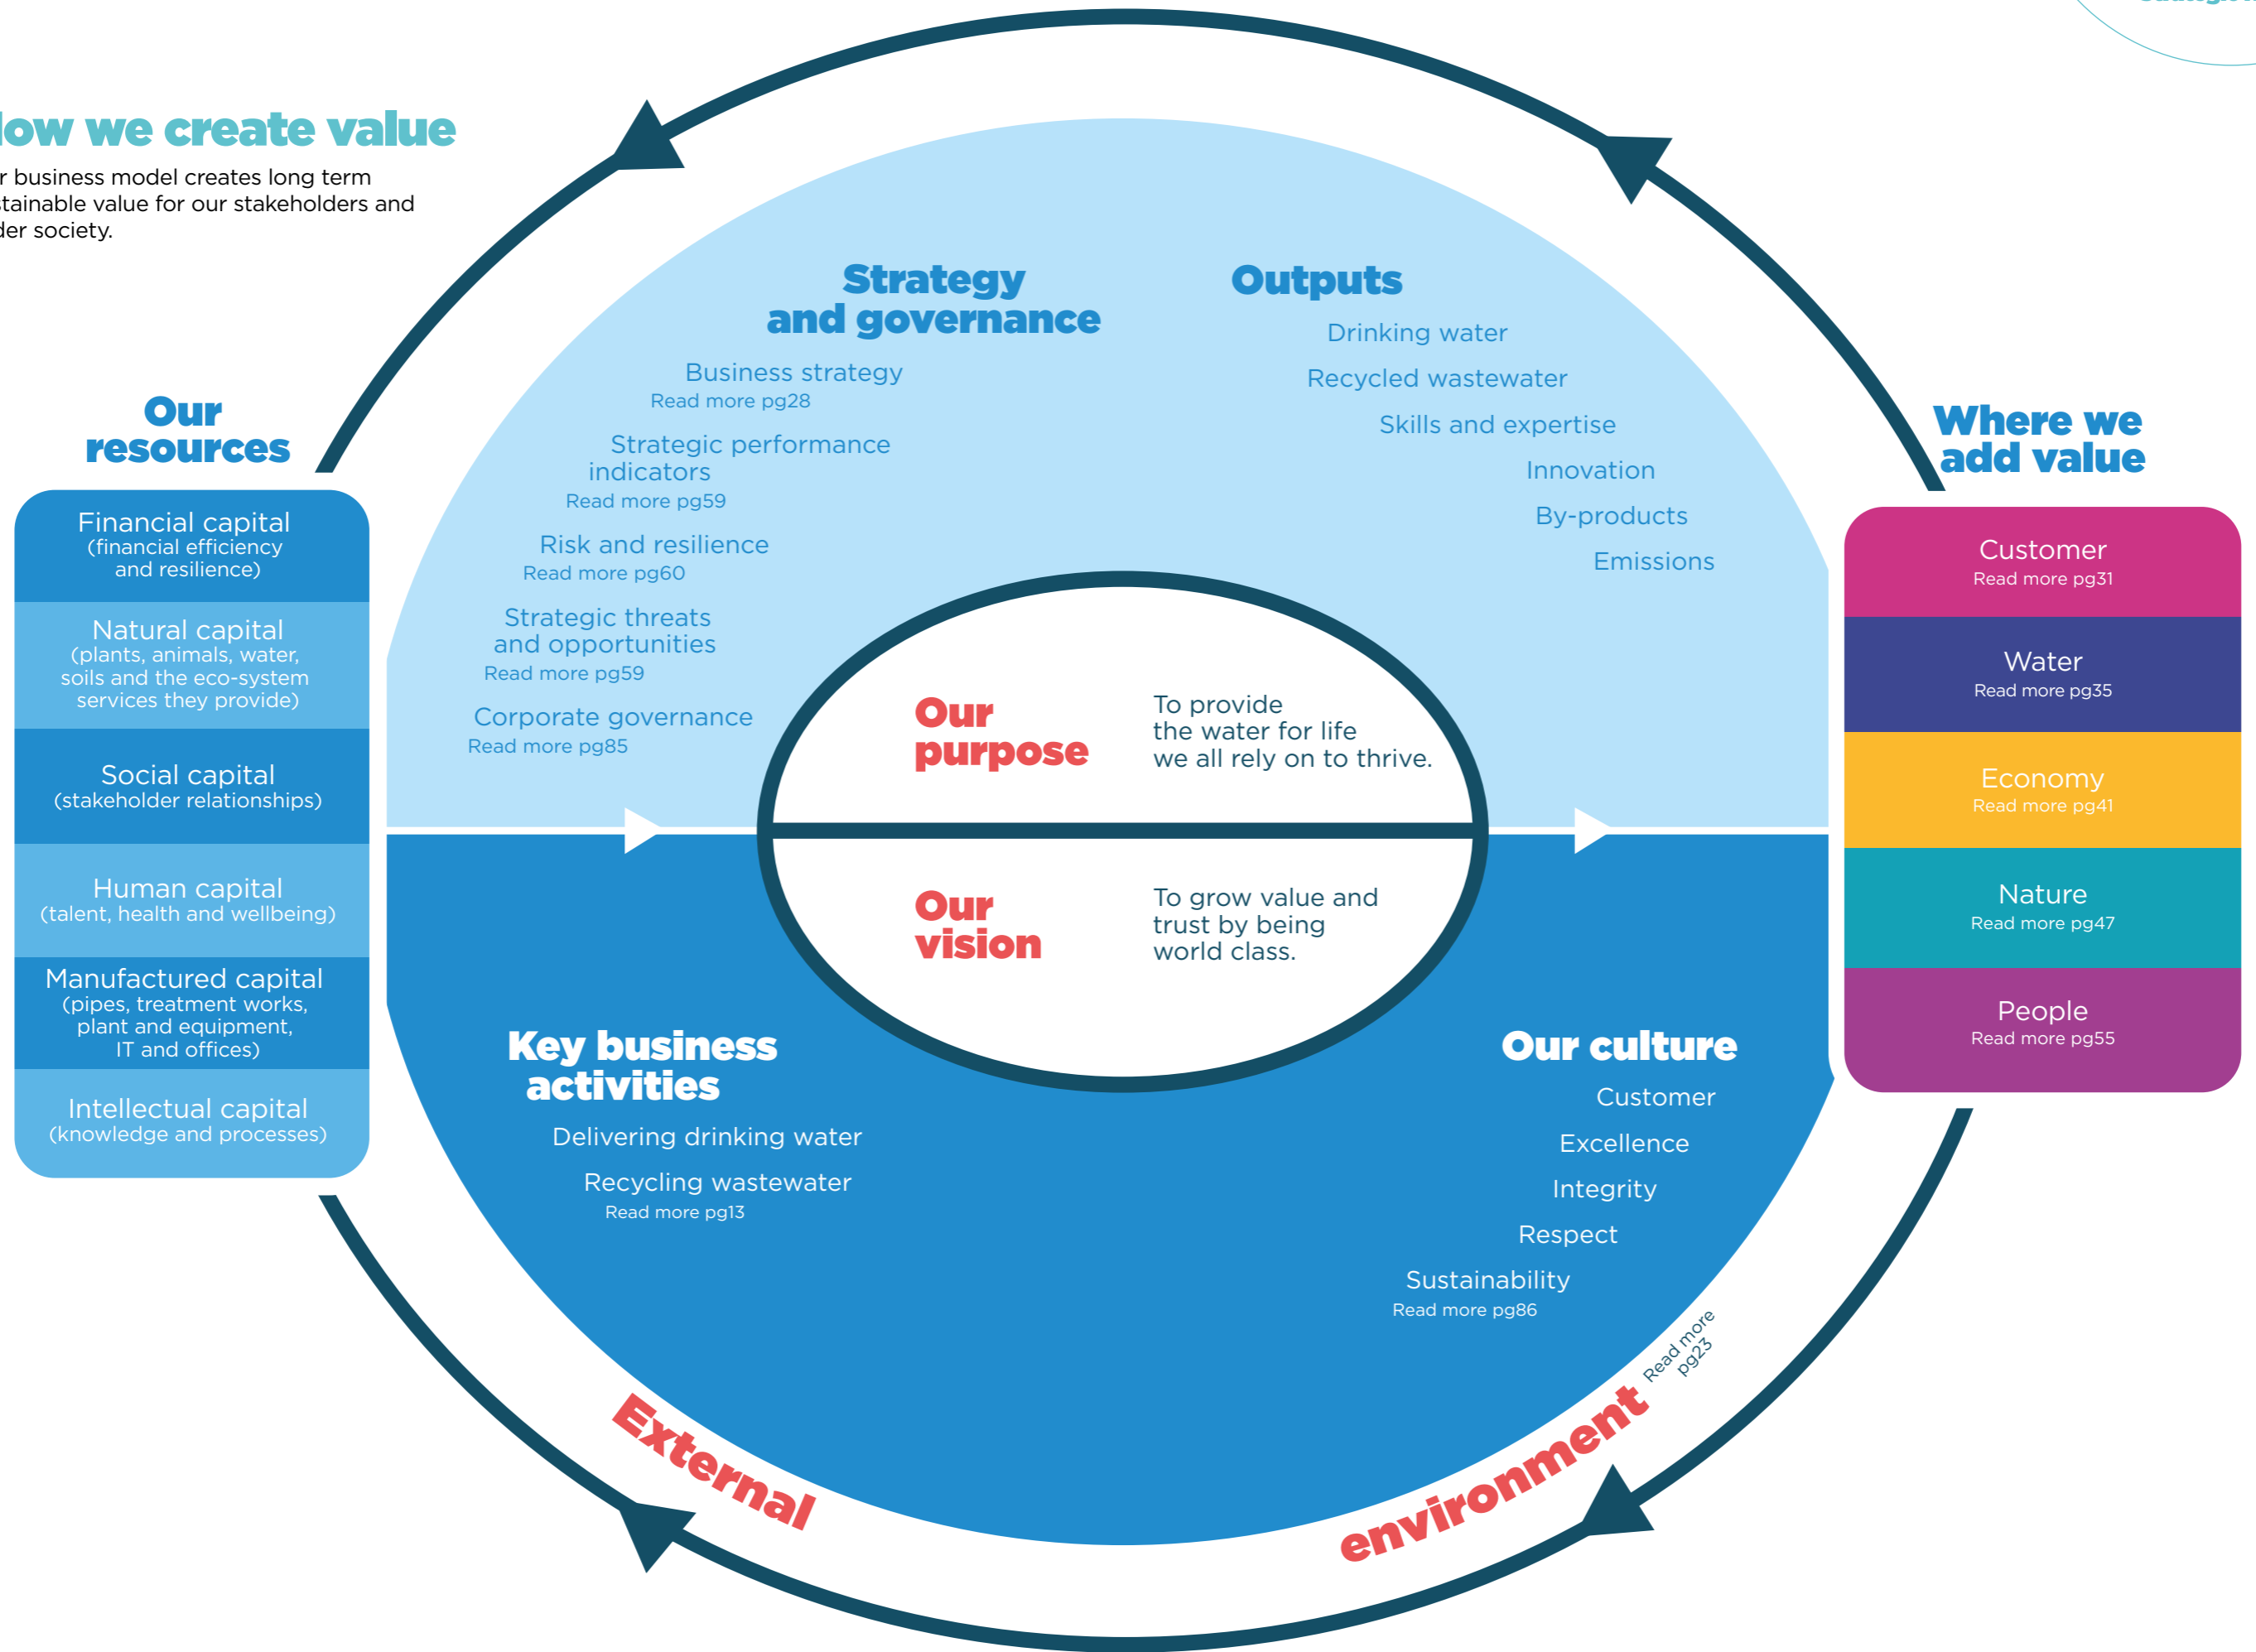 we create value
business model creates long term
value for our stakeholders and
society.
Our
resources
Financial capital
(financial efficiency
and resilience)
Natural capital
(plants, animals, water,
soils and the eco-system
services they provide)
Social capital
(stakeholder relationships)
Human capital
(talent, health and wellbeing)
Manufactured capital
(pipes, treatment works,
plant and equipment,
IT and offices)
Intellectual capital
(knowledge and processes)
Strategy
and governance
Business strategy
Read more pg28
Strategic performance
indicators
Read more pg59
Risk and resilience
Read more pg60
Strategic threats
and opportunities
Read more pg59
Corporate governance
Read more pg85
Outputs
Drinking water
Recycled wastewater
Skills and expertise
Innovation
By-products
Emissions
Our
purpose
To provide
the water for life
we all rely on to thrive.
Our
vision
To grow value and
trust by being
world class.
Key business
activities
Delivering drinking water
Recycling wastewater
Read more pg13
Our culture
Customer
Excellence
Integrity
Respect
Sustainability
Read more pg86
External
environment
Read more
pg23
Where we
add value
Customer
Read more pg31
Water
Read more pg35
Economy
Read more pg41
Nature
Read more pg47
People
Read more pg55